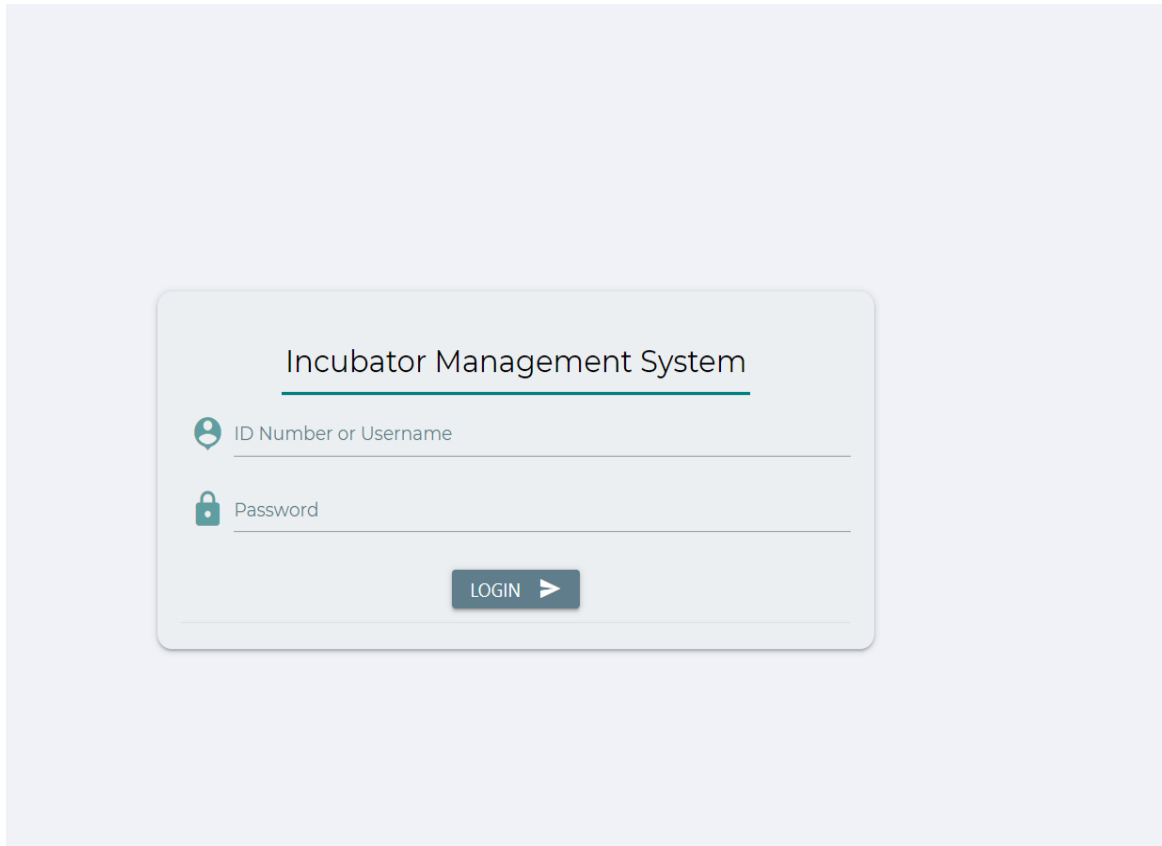 Incubator Management System
ID Number or Username
Password
LOGIN